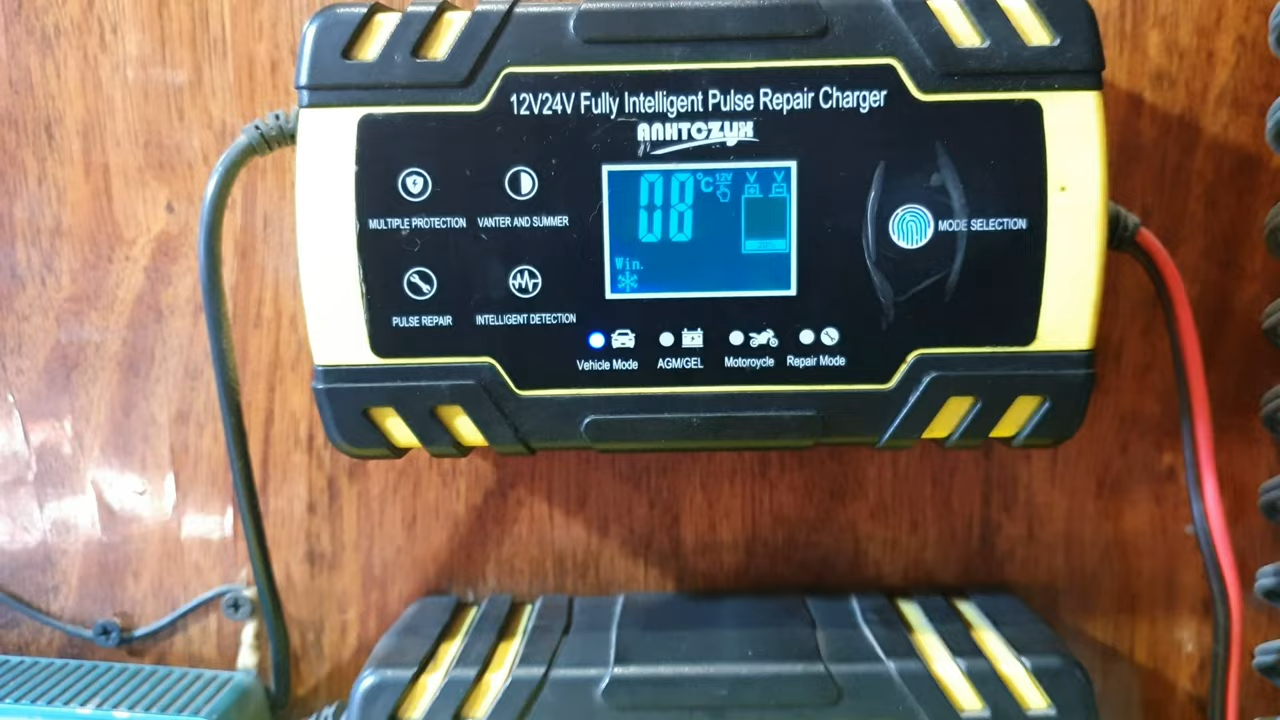 12V24V Fully Intelligent Pulse Repair Charger
ANHTCZYX
08 °C 12V
Win.
MULTIPLE PROTECTION
VANTER AND SUMMER
PULSE REPAIR
INTELLIGENT DETECTION
MODE SELECTION
Vehicle Mode
AGM/GEL
Motorcycle
Repair Mode